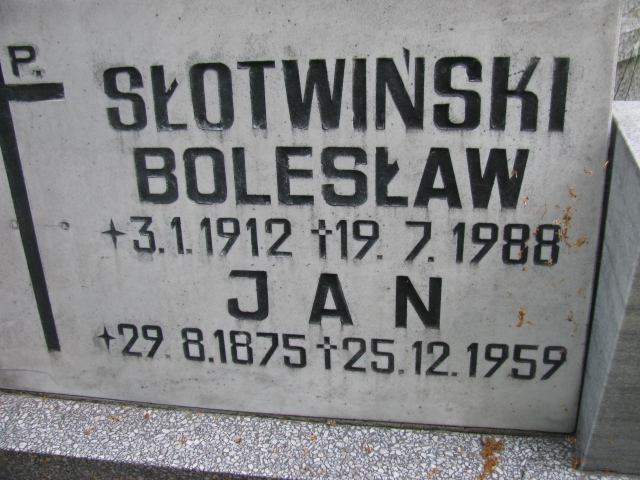 P.
SŁOTWIŃSKI
BOLESŁAW
3.1.1912 †19.7.1988
JAN
29.8.1875 †25.12.1959